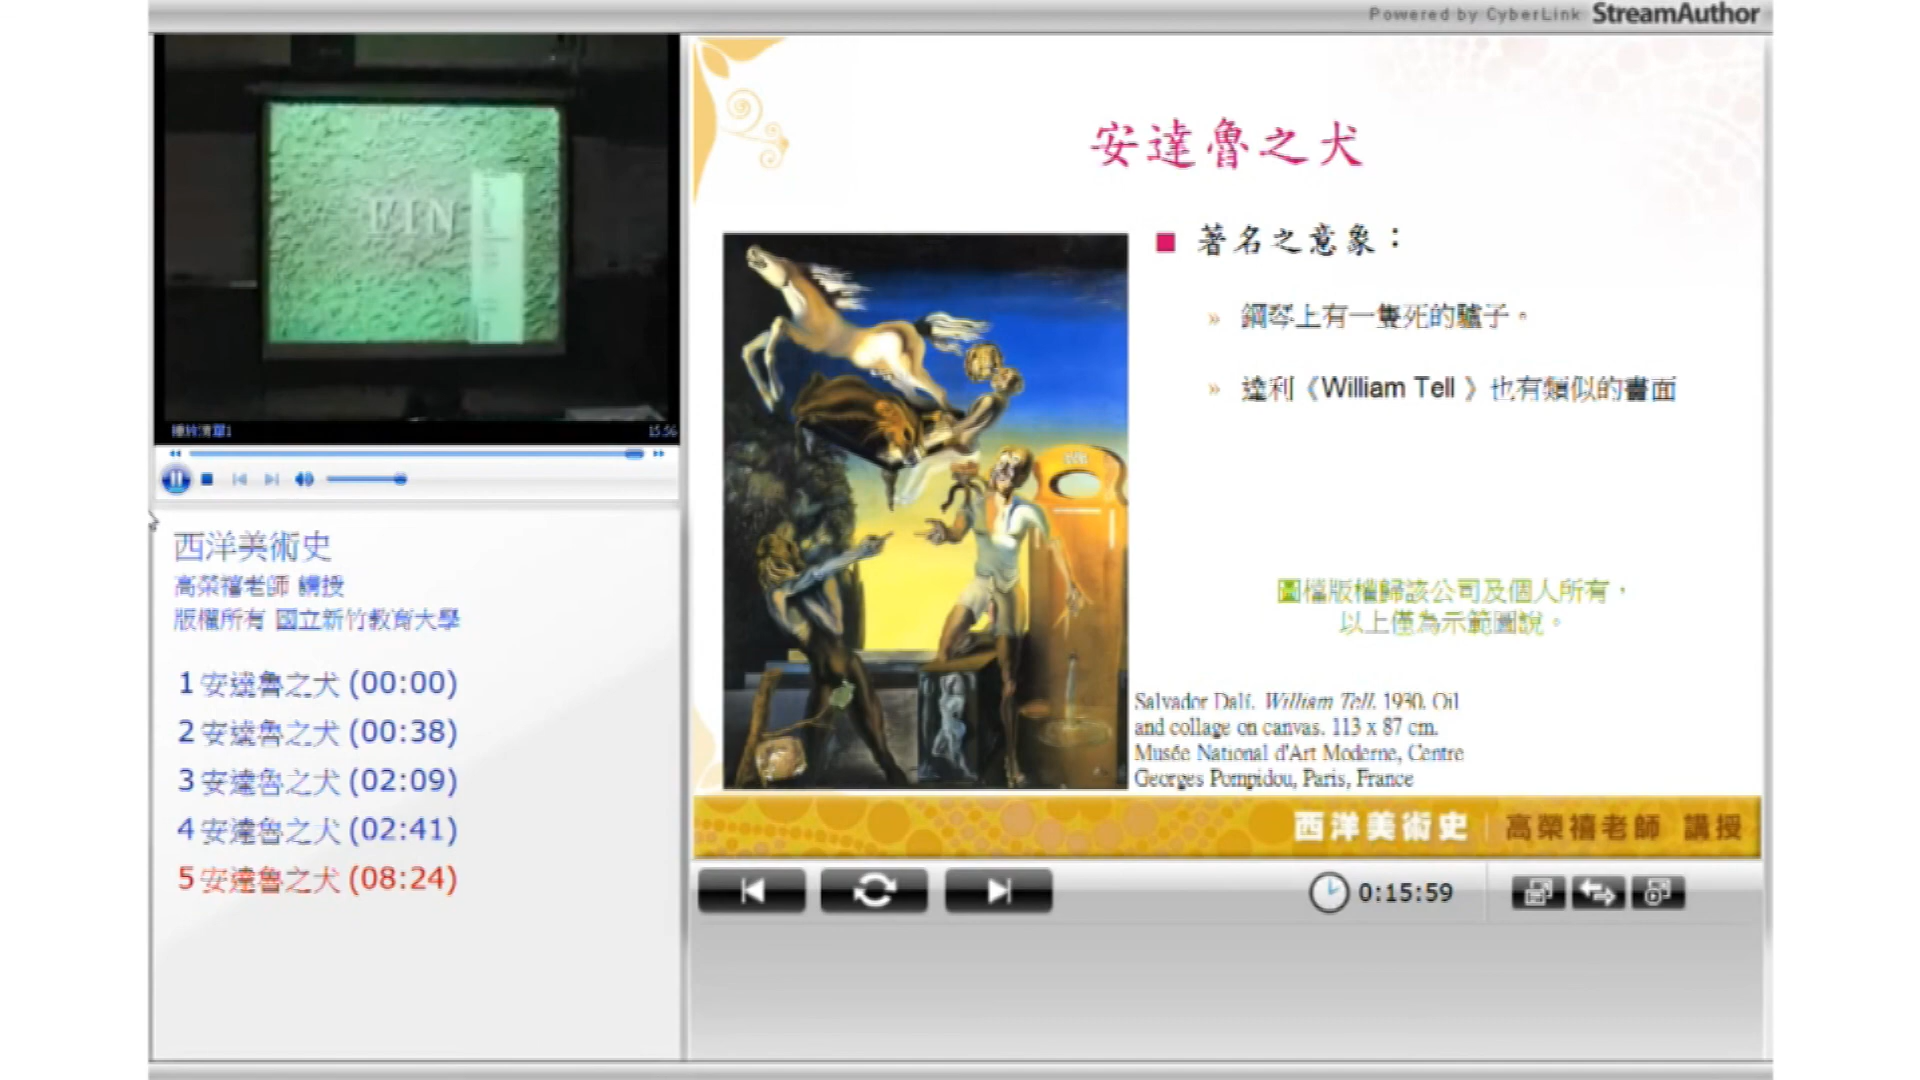 Powered by CyberLink StreamAuthor
FIN
播放清單1
15:56
西洋美術史
高榮禧老師 講授
版權所有 國立新竹教育大學
1 安達魯之犬 (00:00)
2 安達魯之犬 (00:38)
3 安達魯之犬 (02:09)
4 安達魯之犬 (02:41)
5 安達魯之犬 (08:24)
安達魯之犬
著名之意象：
» 鋼琴上有一隻死的驢子。
» 達利《William Tell 》也有類似的畫面
圖檔版權歸該公司及個人所有，
以上僅為示範圖說。
Salvador Dalí. William Tell. 1930. Oil
and collage on canvas. 113 x 87 cm.
Musée National d'Art Moderne, Centre
Georges Pompidou, Paris, France
西洋美術史 | 高榮禧老師 講授
0:15:59